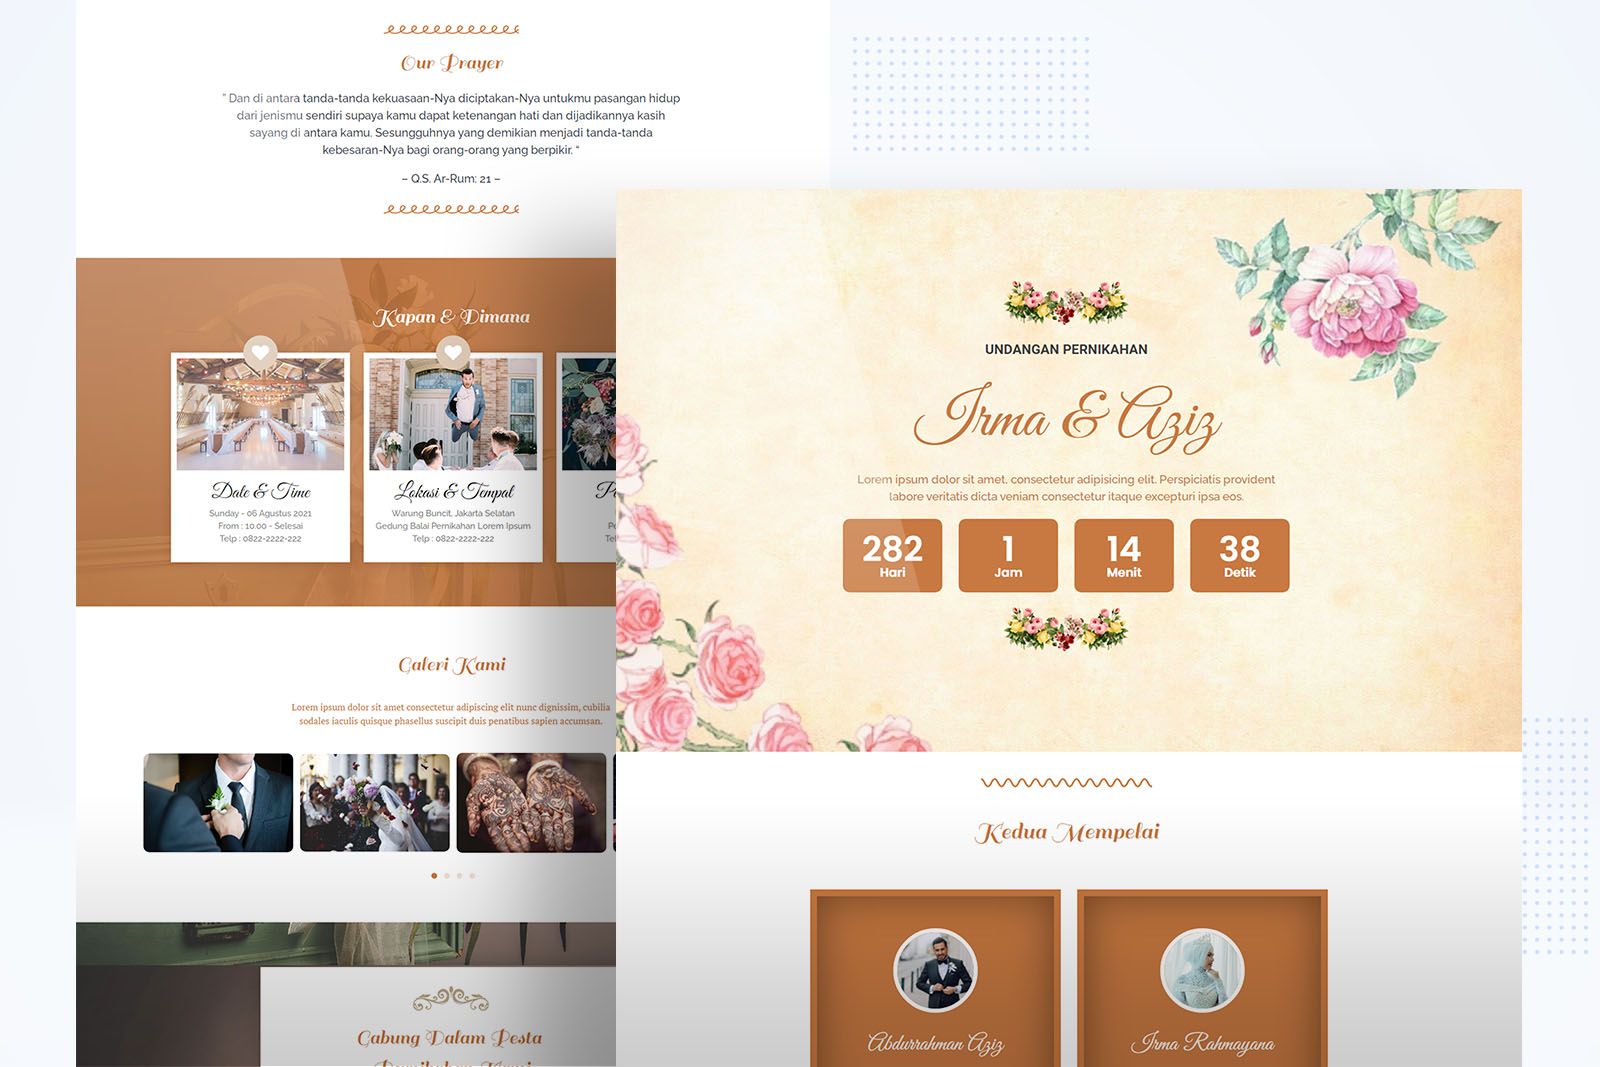 Our Prayer
" Dan di antara tanda-tanda kekuasaan-Nya diciptakan-Nya untukmu pasangan hidup
dari jenismu sendiri supaya kamu dapat ketenangan hati dan dijadikannya kasih
sayang di antara kamu. Sesungguhnya yang demikian menjadi tanda-tanda
kebesaran-Nya bagi orang-orang yang berpikir. "
– Q.S. Ar-Rum: 21 –
Kapan & Dimana
Date & Time
Sunday - 06 Agustus 2021
From : 10.00 - Selesai
Telp : 0822-2222-222
Lokasi & Tempat
Warung Buncit, Jakarta Selatan
Gedung Balai Pernikahan Lorem Ipsum
Telp : 0822-2222-222
Galeri Kami
Lorem ipsum dolor sit amet consectetur adipiscing elit nunc dignissim, cubilia
sodales iaculis quisque phasellus suscipit duis penatibus sapien accumsan.
Gabung Dalam Pesta
UNDANGAN PERNIKAHAN
Irma & Aziz
Lorem ipsum dolor sit amet, consectetur adipisicing elit. Perspiciatis provident
labore veritatis dicta veniam consectetur itaque excepturi ipsa eos.
282
Hari
1
Jam
14
Menit
38
Detik
Kedua Mempelai
Abdurrahman Aziz
Irma Rahmayana